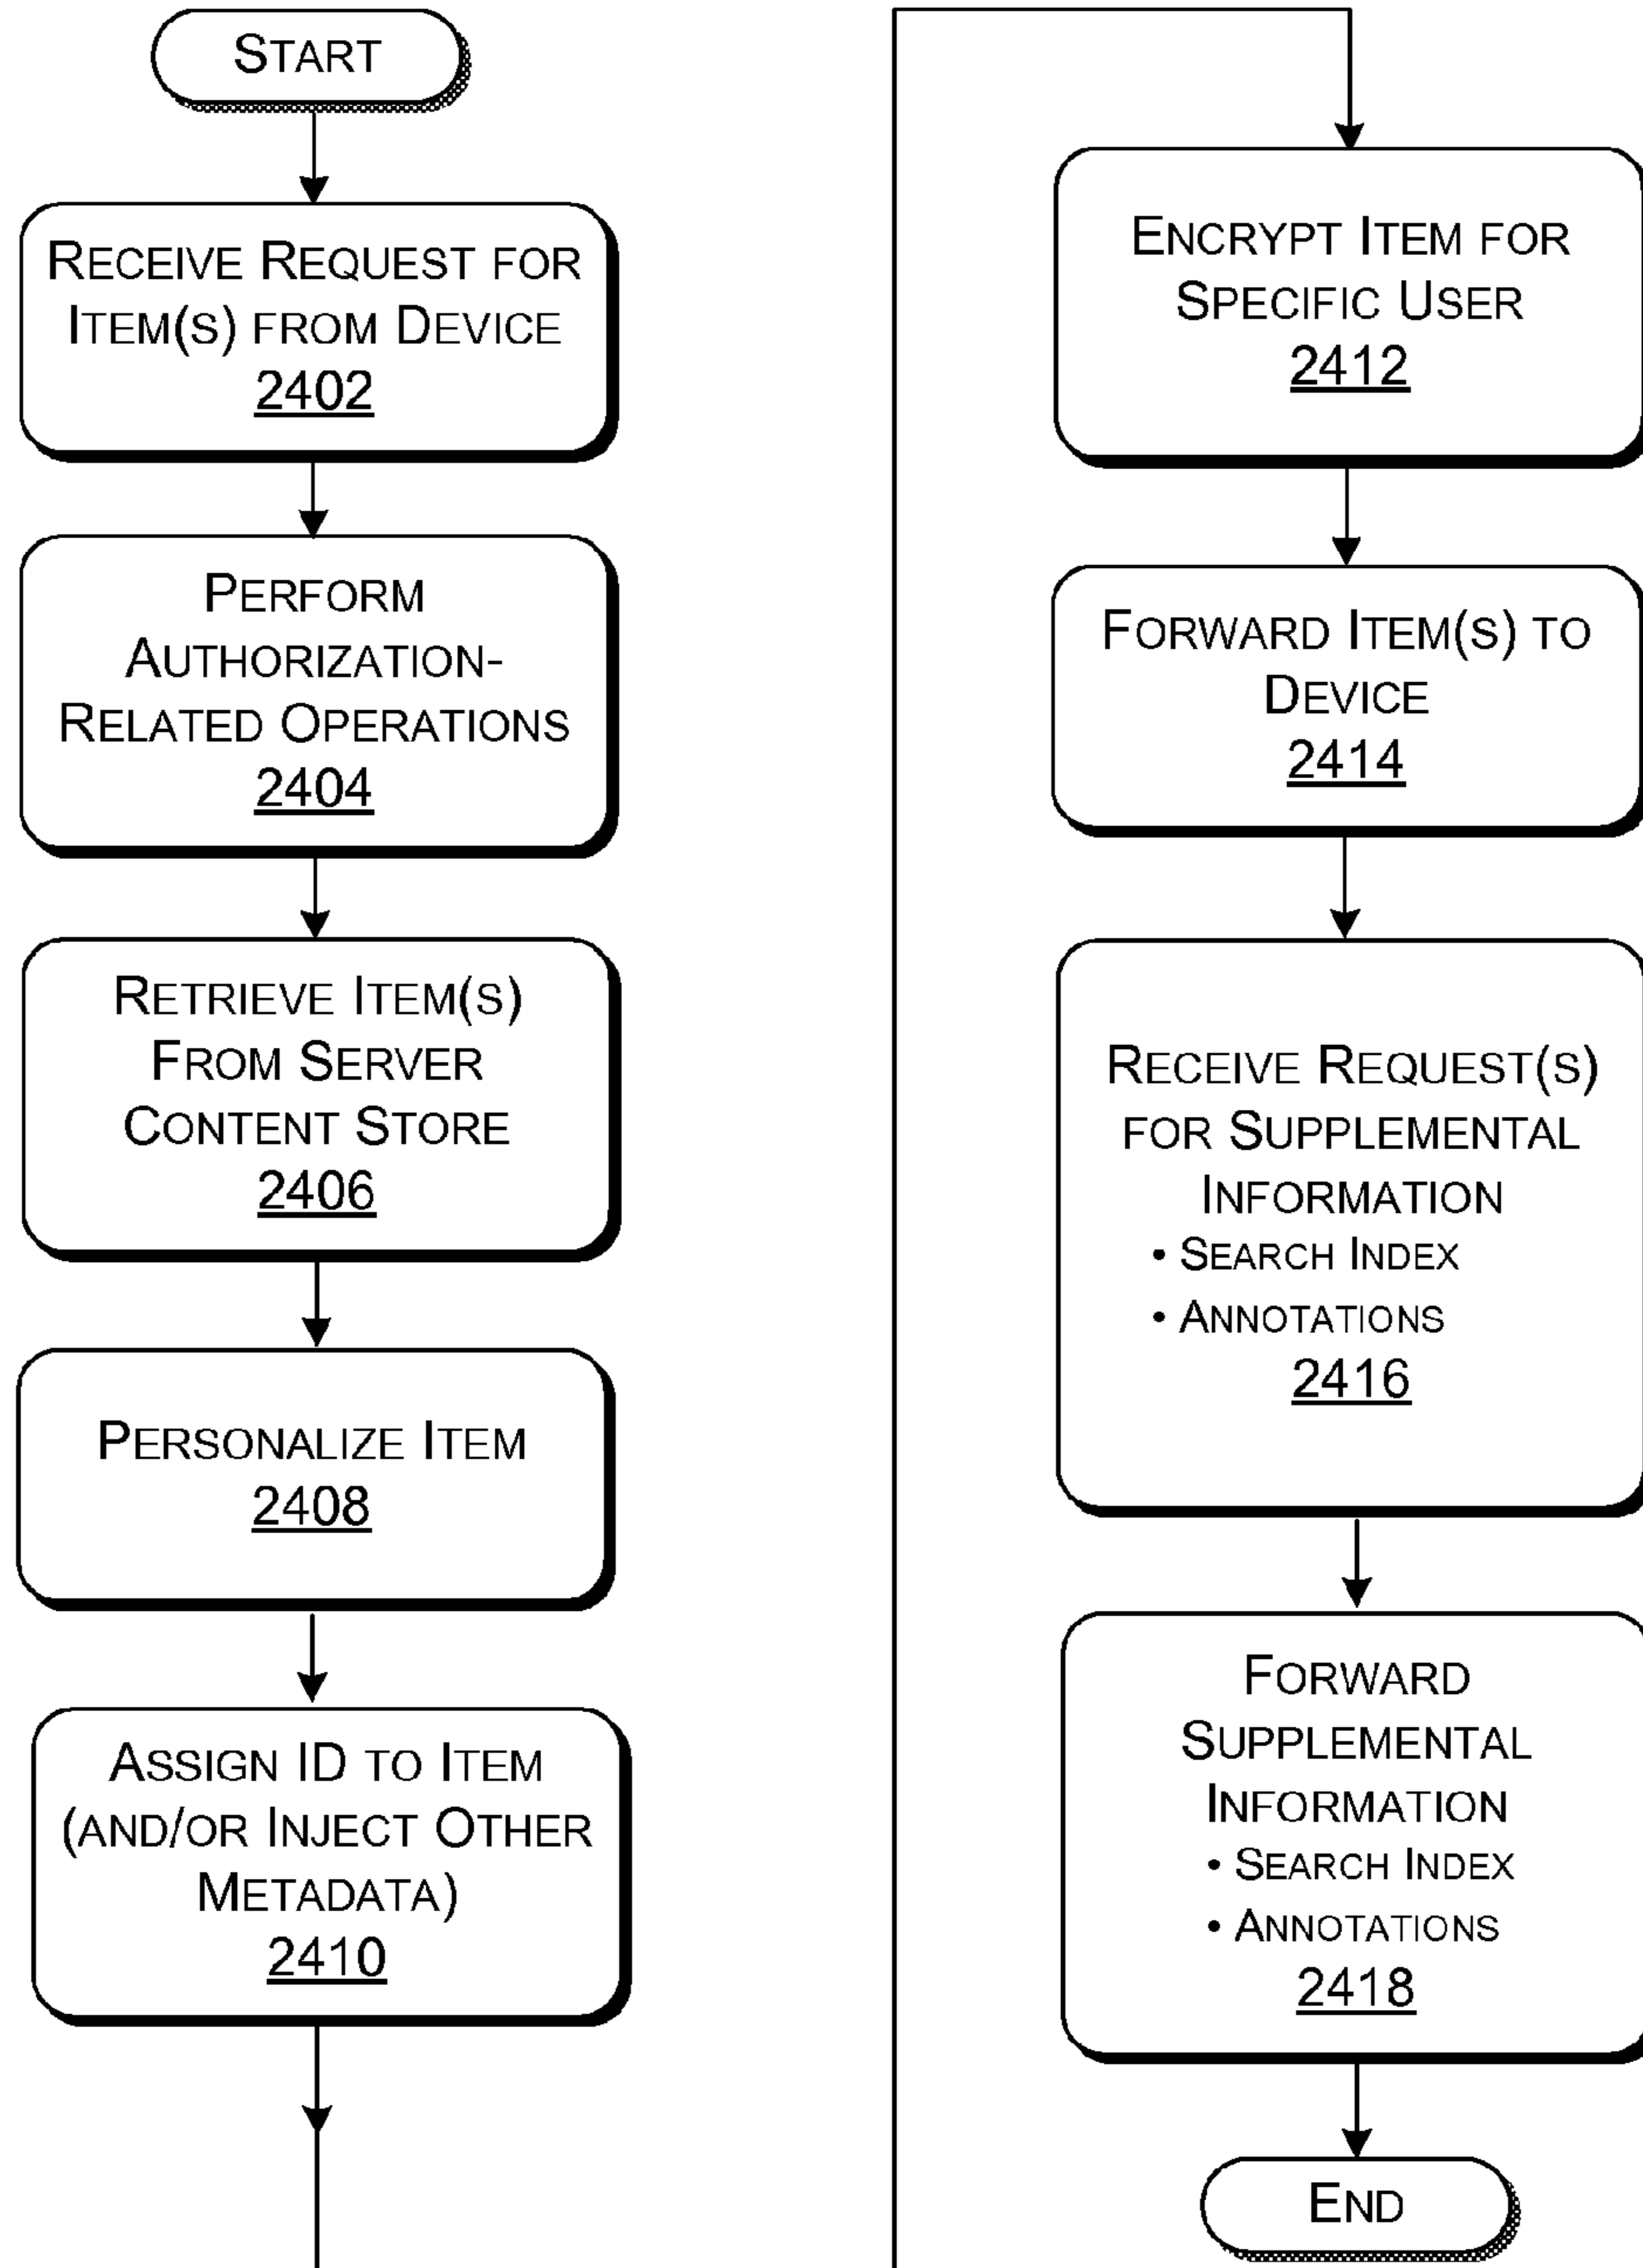 START
RECEIVE REQUEST FOR
ITEM(S) FROM DEVICE
2402
PERFORM
AUTHORIZATION-
RELATED OPERATIONS
2404
RETRIEVE ITEM(S)
FROM SERVER
CONTENT STORE
2406
PERSONALIZE ITEM
2408
ASSIGN ID TO ITEM
(AND/OR INJECT OTHER
METADATA)
2410
ENCRYPT ITEM FOR
SPECIFIC USER
2412
FORWARD ITEM(S) TO
DEVICE
2414
RECEIVE REQUEST(S)
FOR SUPPLEMENTAL
INFORMATION
• SEARCH INDEX
• ANNOTATIONS
2416
FORWARD
SUPPLEMENTAL
INFORMATION
• SEARCH INDEX
• ANNOTATIONS
2418
END